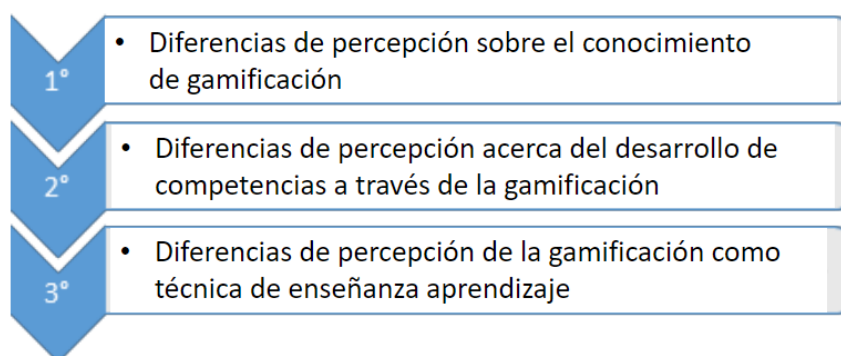 1°
• Diferencias de percepción sobre el conocimiento
de gamificación
2°
• Diferencias de percepción acerca del desarrollo de
competencias a través de la gamificación
3°
• Diferencias de percepción de la gamificación como
técnica de enseñanza aprendizaje